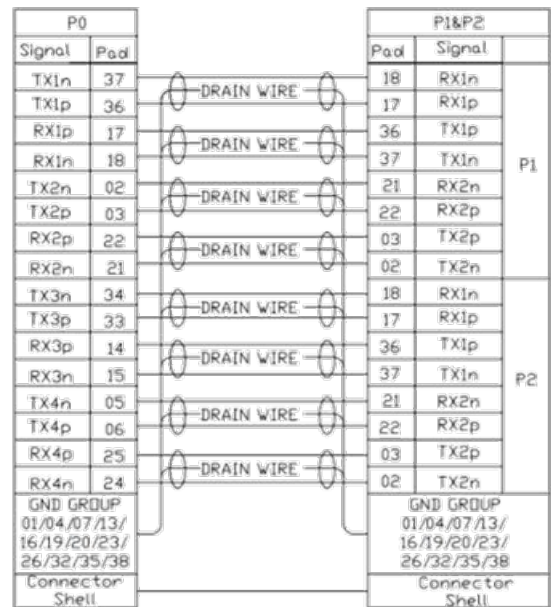 P0 P1&P2
Signal Pad Pad Signal
TX1n 37 DRAIN WIRE 18 RX1n
TX1p 36 17 RX1p
RX1p 17 DRAIN WIRE 36 TX1p
RX1n 18 37 TX1n P1
TX2n 02 DRAIN WIRE 21 RX2n
TX2p 03 22 RX2p
RX2p 22 DRAIN WIRE 03 TX2p
RX2n 21 02 TX2n
TX3n 34 DRAIN WIRE 18 RX1n
TX3p 33 17 RX1p
RX3p 14 DRAIN WIRE 36 TX1p
RX3n 15 37 TX1n P2
TX4n 05 DRAIN WIRE 21 RX2n
TX4p 06 22 RX2p
RX4p 25 DRAIN WIRE 03 TX2p
RX4n 24 02 TX2n
GND GROUP GND GROUP
01/04/07/13/ 01/04/07/13/
16/19/20/23/ 16/19/20/23/
26/32/35/38 26/32/35/38
Connector Connector
Shell Shell